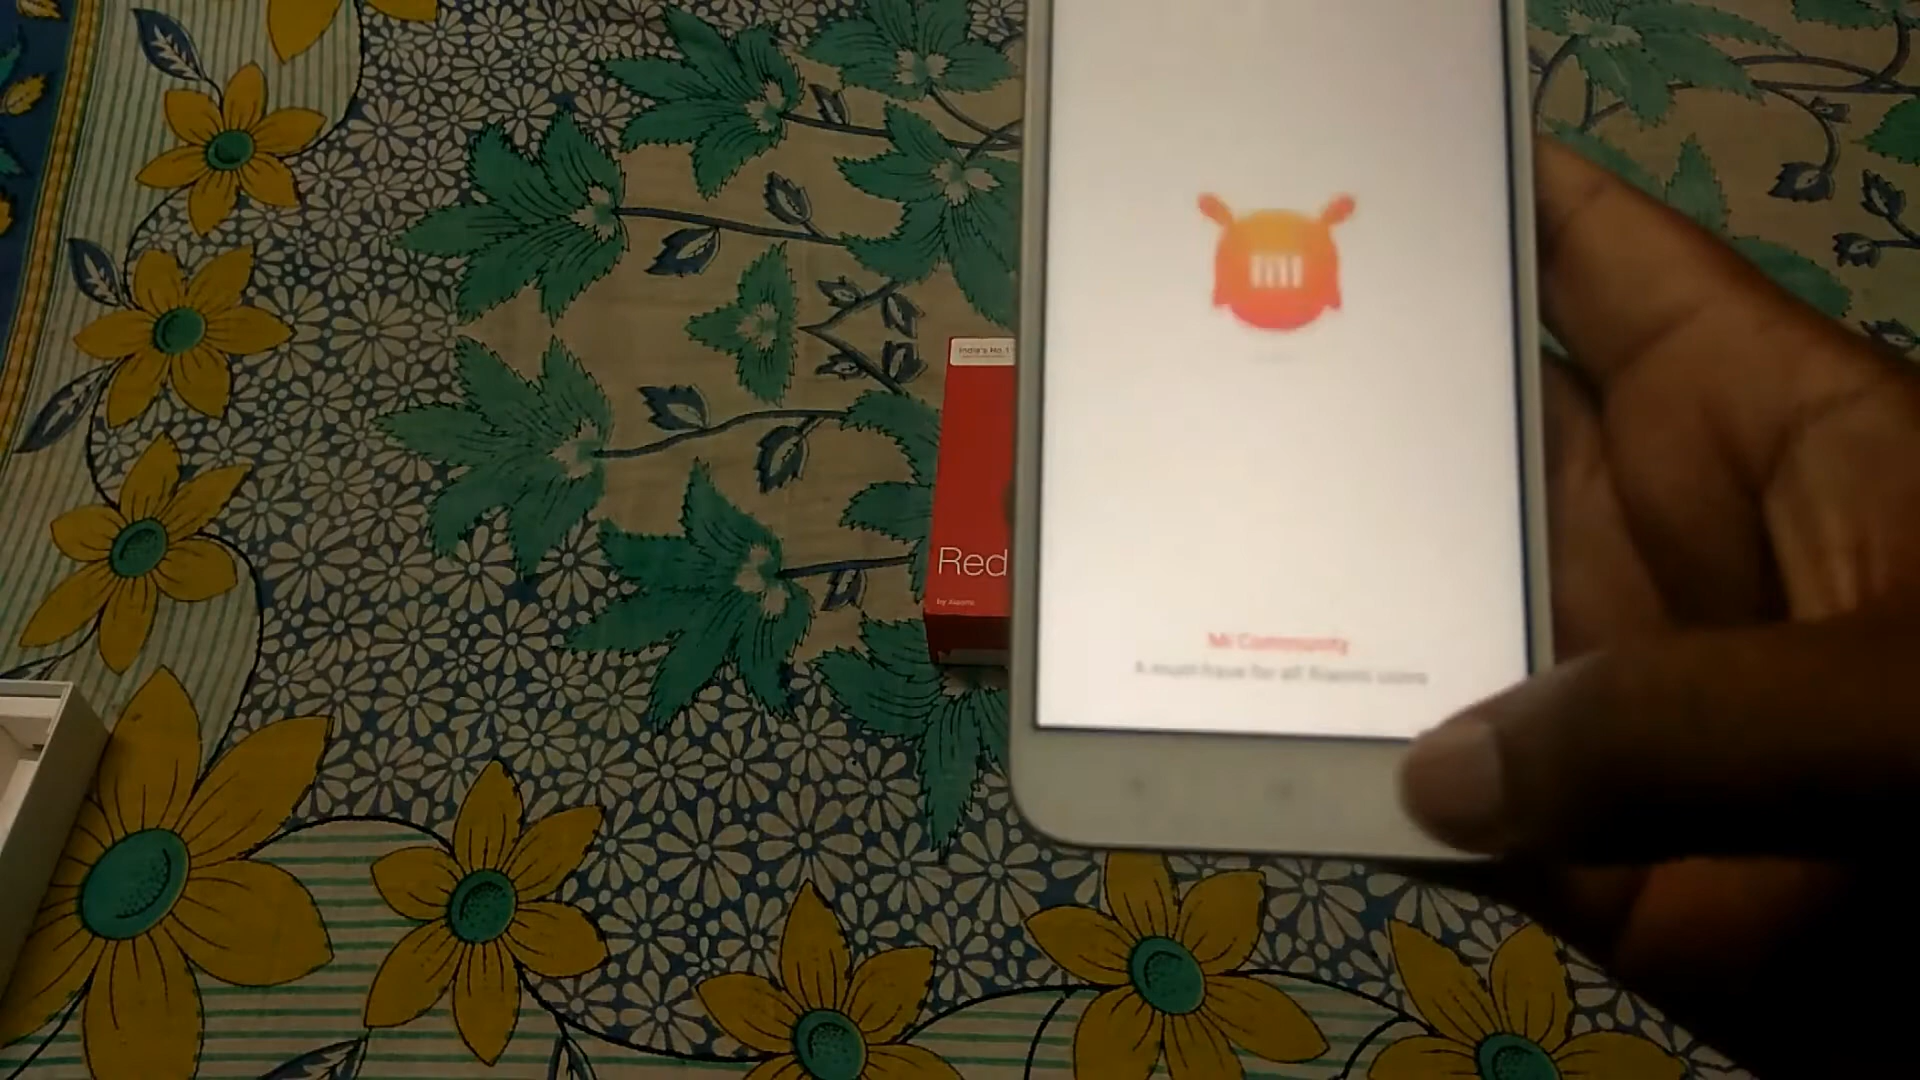 India's No.1
mi
Red
by Xiaomi
Mi Community
A must-have for all Xiaomi users